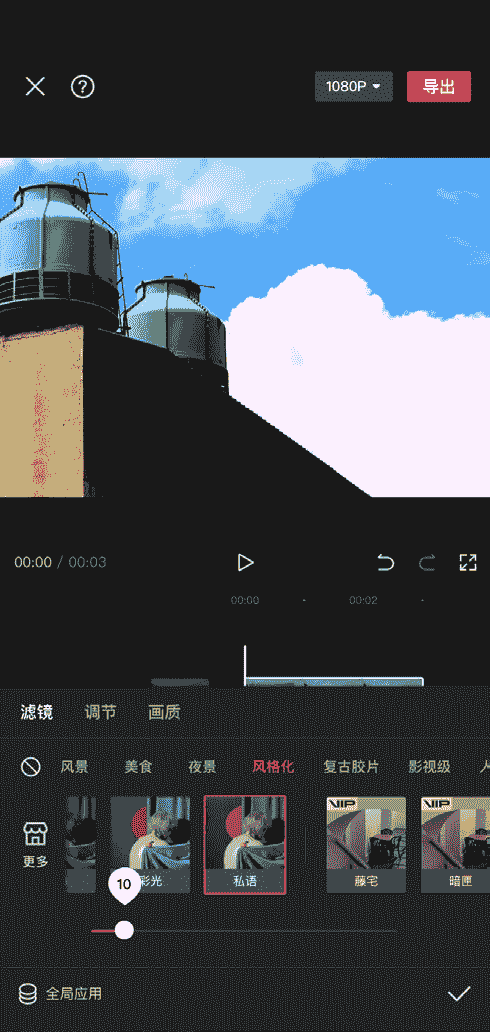 1080P
导出
00:00 / 00:03
00:00
00:02
滤镜 调节 画质
风景 美食 夜景 风格化 复古胶片 影视级 人
更多
VIP VIP
彩光 私语 藤宅 暗匣
10
全局应用